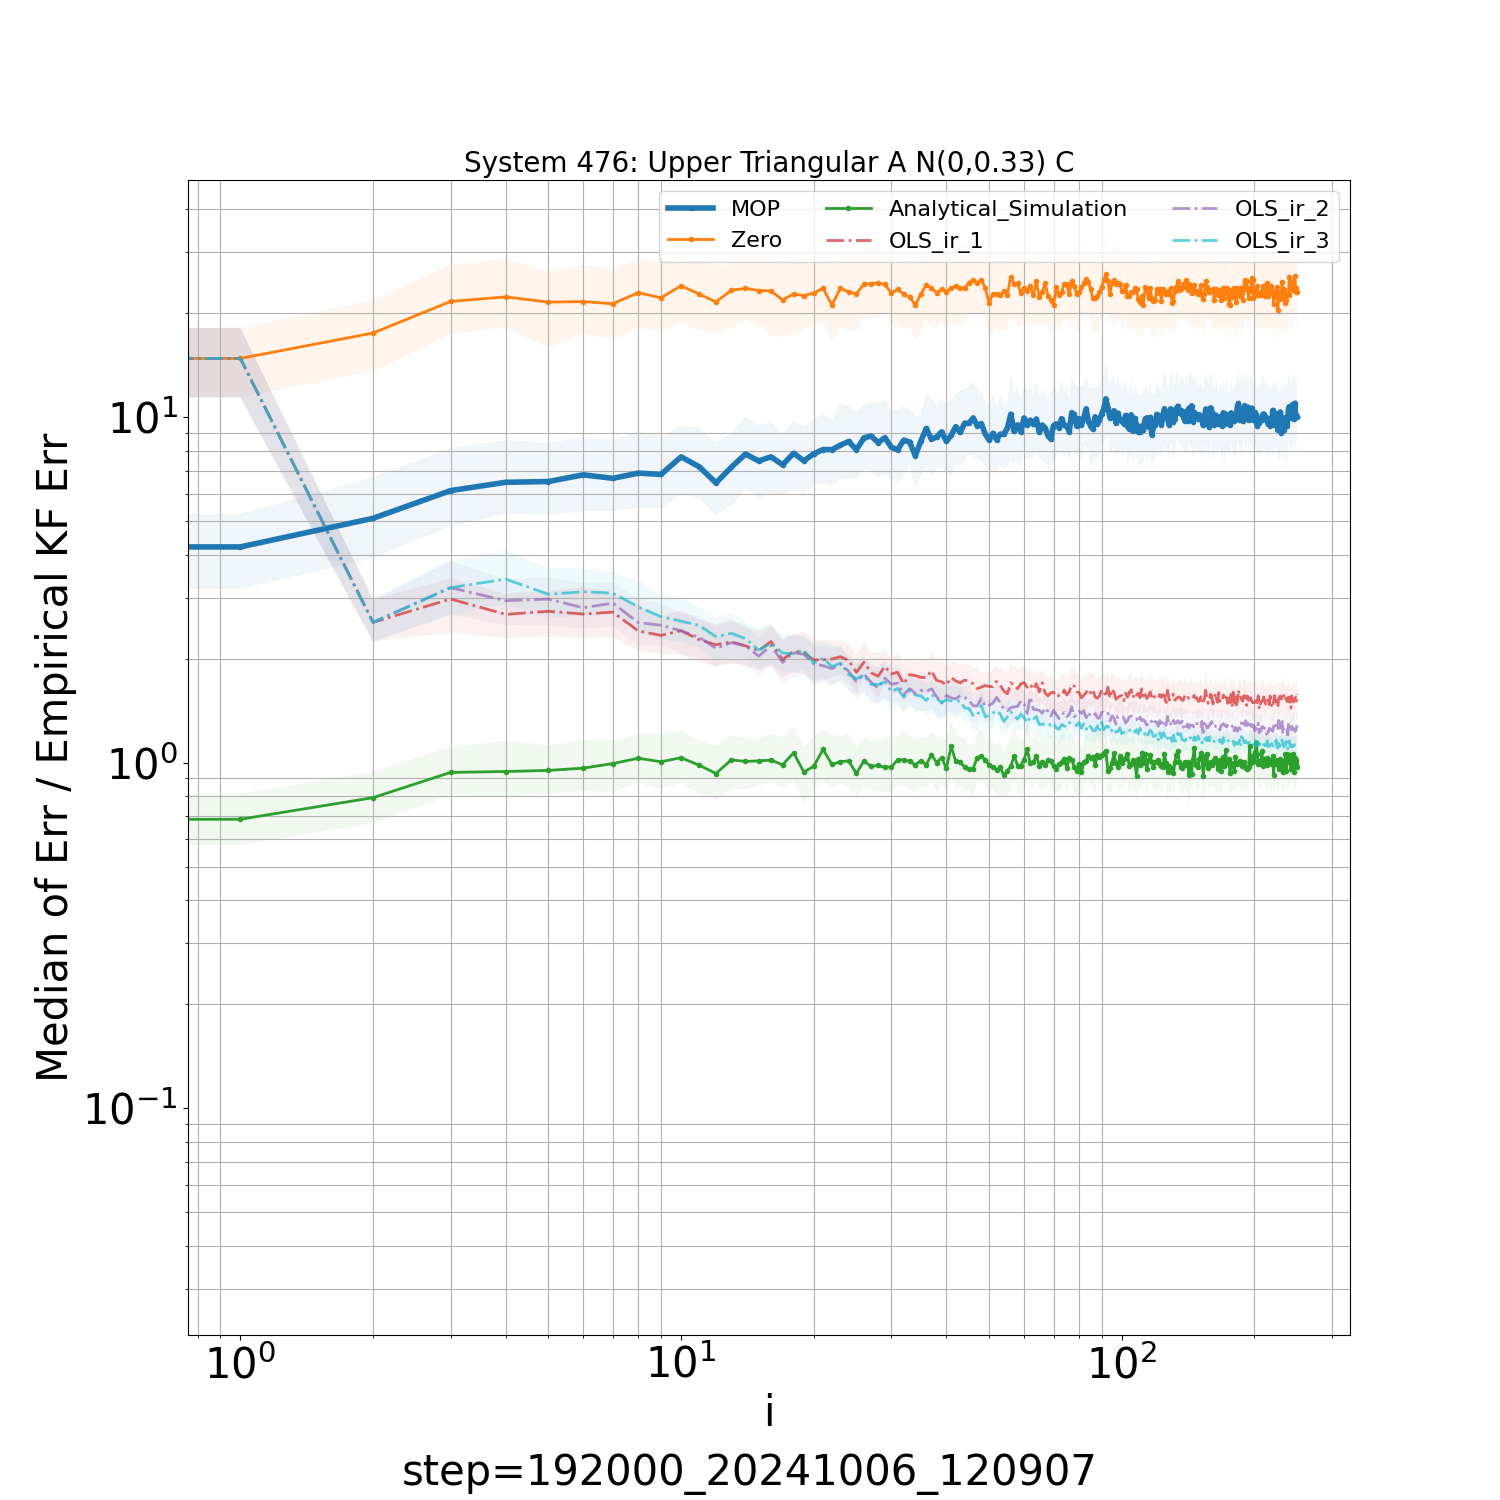 System 476: Upper Triangular A N(0,0.33) C
MOP
Zero
Analytical_Simulation
OLS_ir_1
OLS_ir_2
OLS_ir_3
Median of Err / Empirical KF Err
10¹
10⁰
10⁻¹
10⁰ 10¹ 10²
i
step=192000_20241006_120907